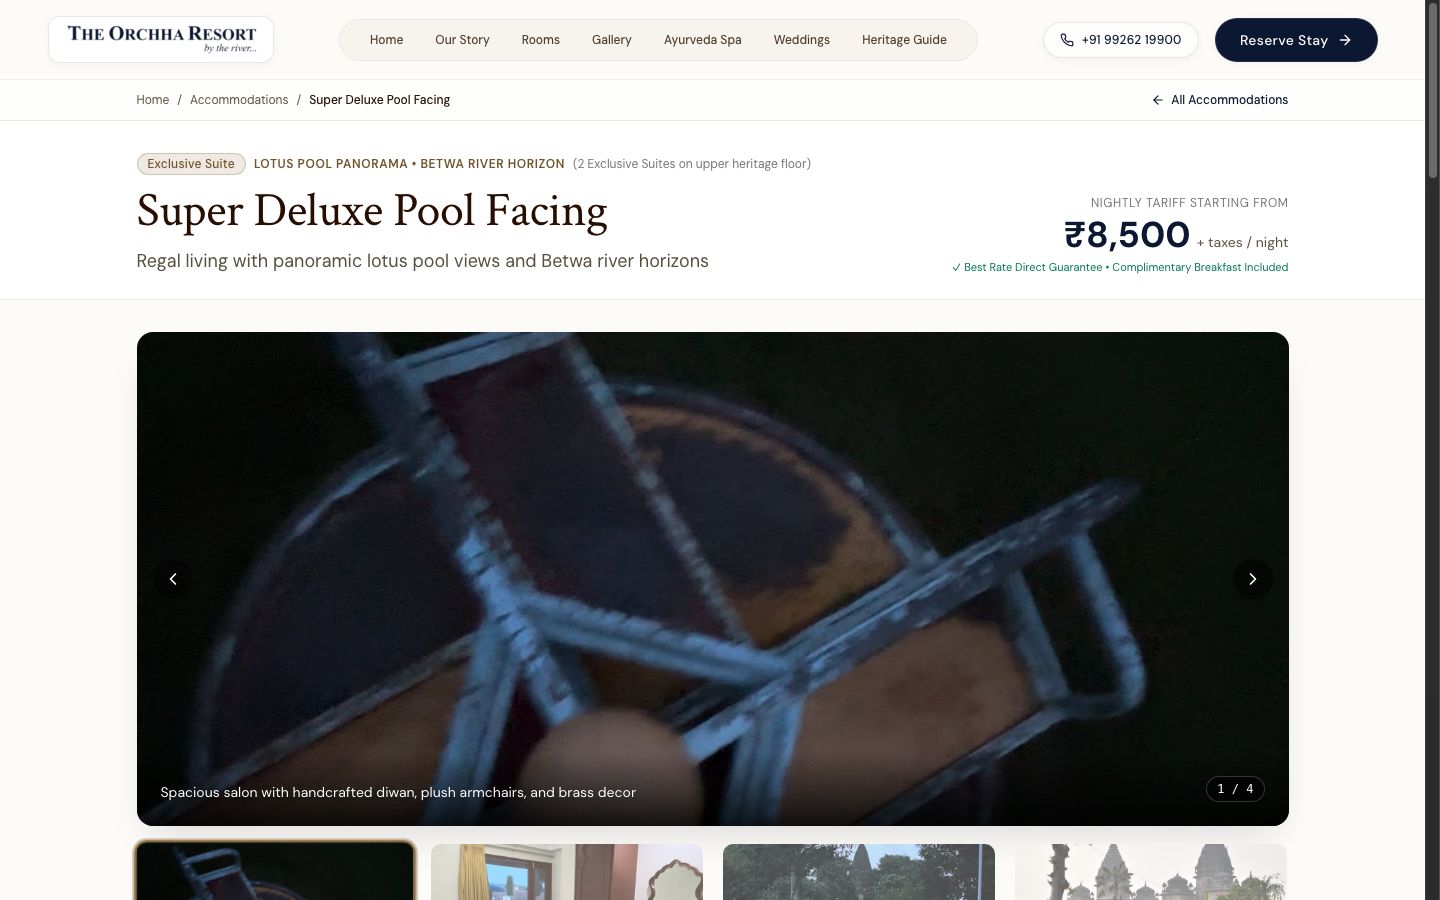 THE ORCHHA RESORT
by the river...
Home
Our Story
Rooms
Gallery
Ayurveda Spa
Weddings
Heritage Guide
+91 99262 19900
Reserve Stay
Home / Accommodations / Super Deluxe Pool Facing
All Accommodations
Exclusive Suite
LOTUS POOL PANORAMA • BETWA RIVER HORIZON
(2 Exclusive Suites on upper heritage floor)
Super Deluxe Pool Facing
Regal living with panoramic lotus pool views and Betwa river horizons
NIGHTLY TARIFF STARTING FROM
₹8,500 + taxes / night
✓ Best Rate Direct Guarantee • Complimentary Breakfast Included
Spacious salon with handcrafted diwan, plush armchairs, and brass decor
1 / 4